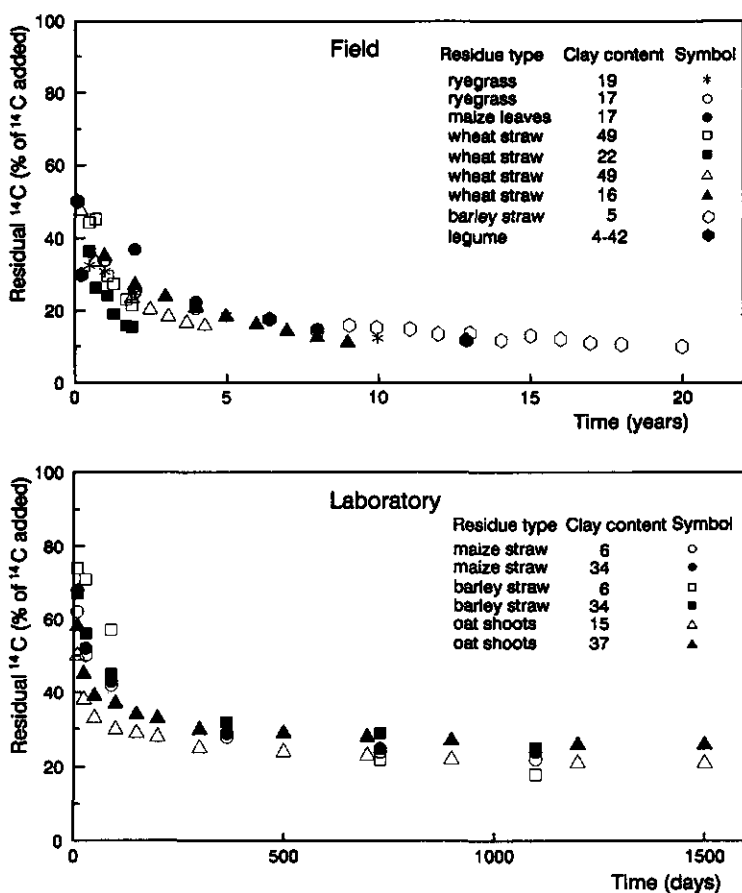 Field
Residue type Clay content Symbol
ryegrass 19
ryegrass 17
maize leaves 17
wheat straw 49
wheat straw 22
wheat straw 49
wheat straw 16
barley straw 5
legume 4-42
Residual ¹⁴C (% of ¹⁴C added)
100
80
60
40
20
0
0 5 10 15 20
Time (years)
Laboratory
Residue type Clay content Symbol
maize straw 6
maize straw 34
barley straw 6
barley straw 34
oat shoots 15
oat shoots 37
Residual ¹⁴C (% of ¹⁴C added)
100
80
60
40
20
0
0 500 1000 1500
Time (days)